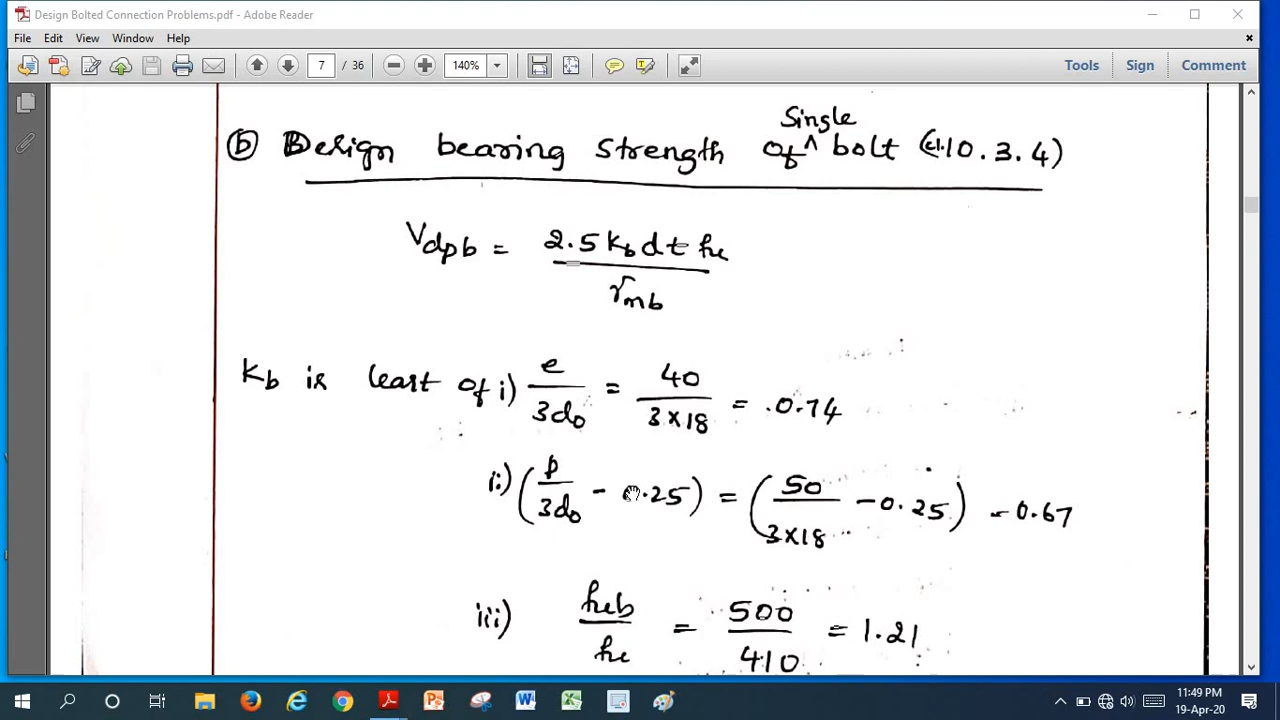 Design Bolted Connection Problems.pdf - Adobe Reader
File Edit View Window Help
7 / 36 140% Tools Sign Comment
Single
ⓑ Design bearing strength of ^ bolt (cl.10.3.4)
Vdpb = 2.5 kb d t fu
γmb
Kb is least of i) e / 3do = 40 / 3×18 = 0.74
ii) (p / 3do - 0.25) = (50 / 3×18 - 0.25) = 0.67
iii) fub / fu = 500 / 410 = 1.21
11:49 PM
19-Apr-20